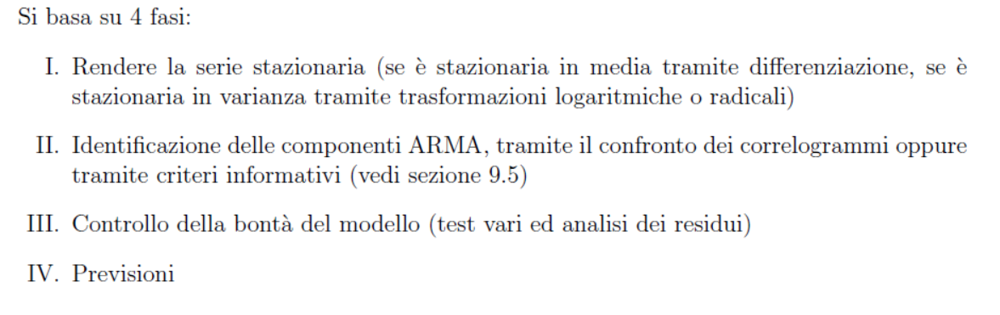 Si basa su 4 fasi:
I. Rendere la serie stazionaria (se è stazionaria in media tramite differenziazione, se è
stazionaria in varianza tramite trasformazioni logaritmiche o radicali)
II. Identificazione delle componenti ARMA, tramite il confronto dei correlogrammi oppure
tramite criteri informativi (vedi sezione 9.5)
III. Controllo della bontà del modello (test vari ed analisi dei residui)
IV. Previsioni